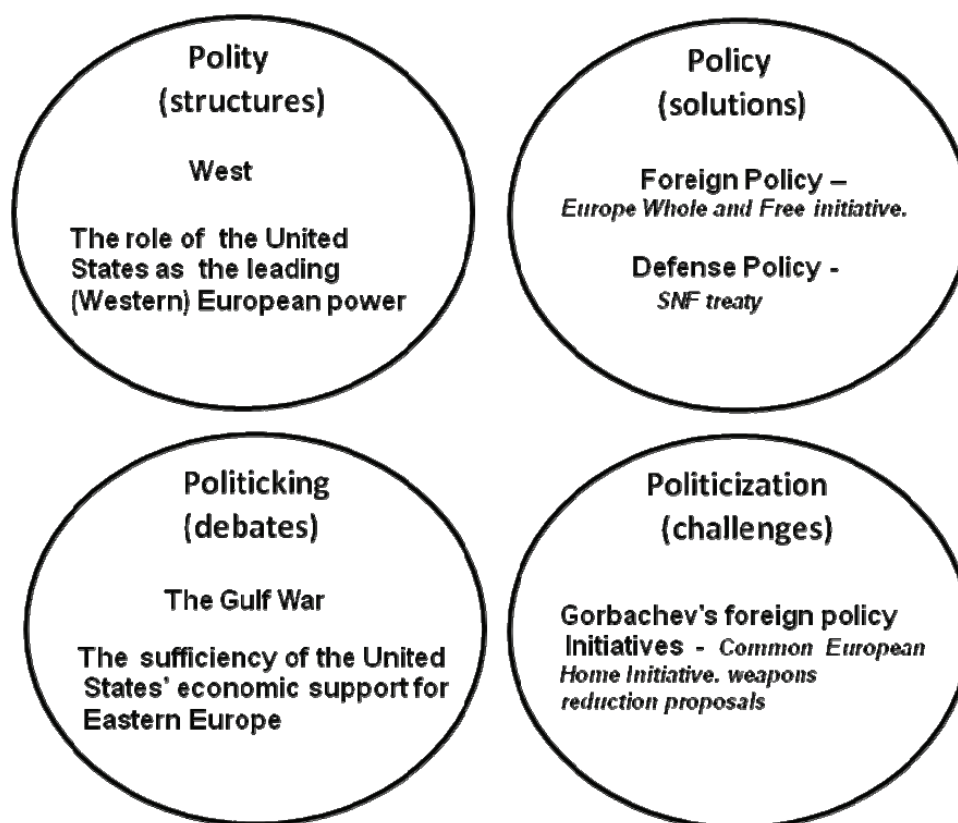 Polity
(structures)
West
The role of the United
States as the leading
(Western) European power
Policy
(solutions)
Foreign Policy –
Europe Whole and Free initiative.
Defense Policy -
SNF treaty
Politicking
(debates)
The Gulf War
The sufficiency of the United
States' economic support for
Eastern Europe
Politicization
(challenges)
Gorbachev's foreign policy
Initiatives - Common European
Home Initiative. weapons
reduction proposals